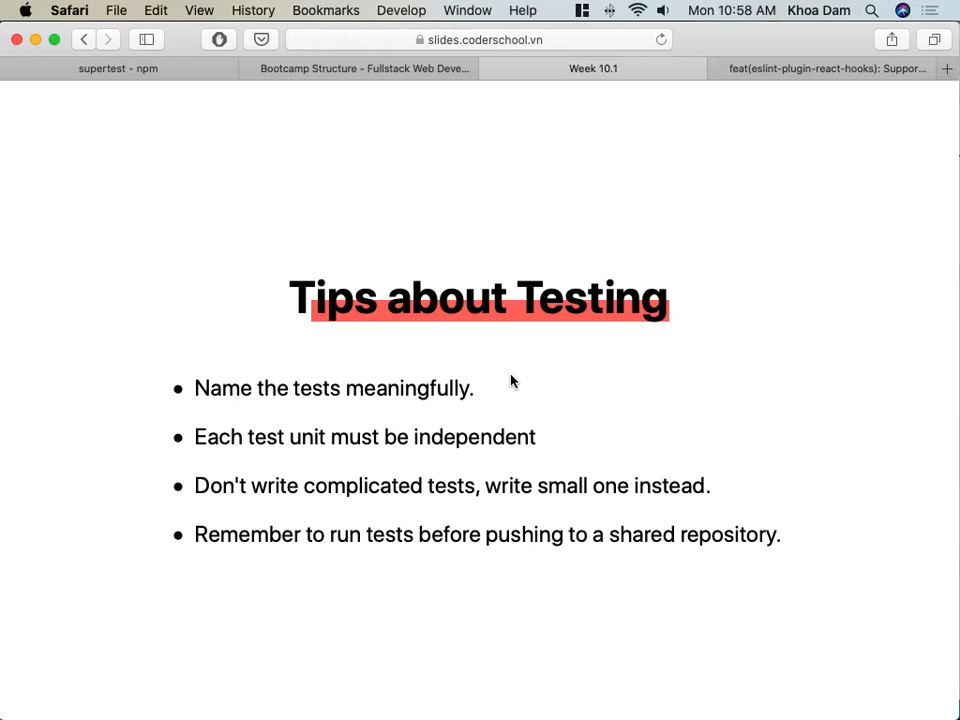 Safari File Edit View History Bookmarks Develop Window Help Mon 10:58 AM Khoa Dam
slides.coderschool.vn
supertest - npm
Bootcamp Structure - Fullstack Web Deve...
Week 10.1
feat(eslint-plugin-react-hooks): Suppor...
Tips about Testing
• Name the tests meaningfully.
• Each test unit must be independent
• Don't write complicated tests, write small one instead.
• Remember to run tests before pushing to a shared repository.